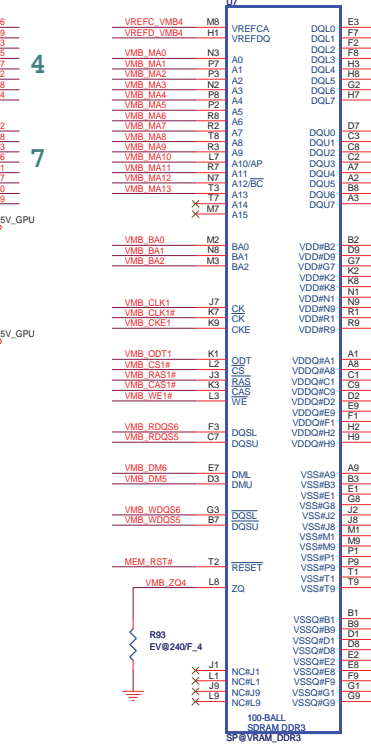 U7
VREFC_VMB4 M8 VREFCA DQL0 E3
VREFD_VMB4 H1 VREFDQ DQL1 F7
DQL2 F2
VMB_MA0 N3 A0 DQL3 F8
VMB_MA1 P7 A1 DQL4 H3
VMB_MA2 P3 A2 DQL5 H8
VMB_MA3 N2 A3 DQL6 G2
VMB_MA4 P8 A4 DQL7 H7
VMB_MA5 P2 A5
VMB_MA6 R8 A6
VMB_MA7 R2 A7 DQU0 D7
VMB_MA8 T8 A8 DQU1 C3
VMB_MA9 R3 A9 DQU2 C8
VMB_MA10 L7 A10/AP DQU3 C2
VMB_MA11 R7 A11 DQU4 A7
VMB_MA12 N7 A12/BC DQU5 A2
VMB_MA13 T3 A13 DQU6 B8
T7 A14 DQU7 A3
M7 A15
4
7
5V_GPU
VMB_BA0 M2 BA0 VDD#B2 B2
VMB_BA1 N8 BA1 VDD#D9 D9
VMB_BA2 M3 BA2 VDD#G7 G7
VDD#K2 K2
VDD#K8 K8
VDD#N1 N1
VMB_CLK1 J7 CK VDD#N9 N9
VMB_CLK1# K7 CK VDD#R1 R1
VMB_CKE1 K9 CKE VDD#R9 R9
5V_GPU
VMB_ODT1 K1 ODT VDDQ#A1 A1
VMB_CS1# L2 CS VDDQ#A8 A8
VMB_RAS1# J3 RAS VDDQ#C1 C1
VMB_CAS1# K3 CAS VDDQ#C9 C9
VMB_WE1# L3 WE VDDQ#D2 D2
VDDQ#E9 E9
VDDQ#F1 F1
VMB_RDQS6 F3 DQSL VDDQ#H2 H2
VMB_RDQS5 C7 DQSU VDDQ#H9 H9
VMB_DM6 E7 DML VSS#A9 A9
VMB_DM5 D3 DMU VSS#B3 B3
VSS#E1 E1
VSS#G8 G8
VMB_WDQS6 G3 DQSL VSS#J2 J2
VMB_WDQS5 B7 DQSU VSS#J8 J8
VSS#M1 M1
VSS#M9 M9
VSS#P1 P1
MEM_RST# T2 RESET VSS#P9 P9
VSS#T1 T1
VMB_ZQ4 L8 ZQ VSS#T9 T9
VSSQ#B1 B1
VSSQ#B9 B9
R93 VSSQ#D1 D1
EV@240/F_4 VSSQ#D8 D8
VSSQ#E2 E2
J1 NC#J1 VSSQ#E8 E8
L1 NC#L1 VSSQ#F9 F9
J9 NC#J9 VSSQ#G1 G1
L9 NC#L9 VSSQ#G9 G9
100-BALL
SDRAM DDR3
SP@VRAM_DDR3